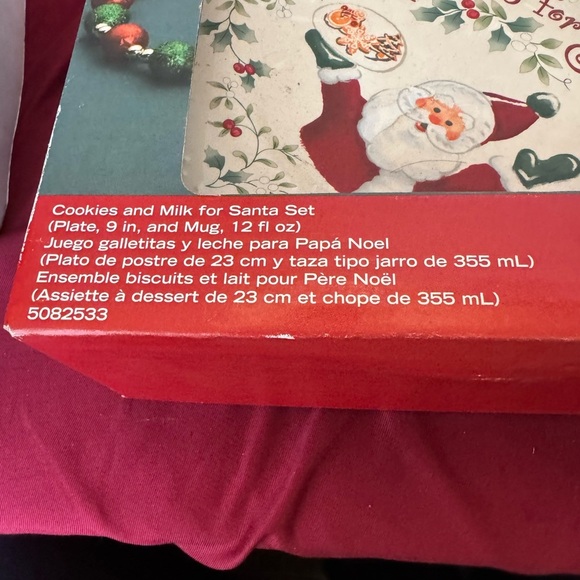 for
Cookies and Milk for Santa Set
(Plate, 9 in, and Mug, 12 fl oz)
Juego galletitas y leche para Papá Noel
(Plato de postre de 23 cm y taza tipo jarro de 355 mL)
Ensemble biscuits et lait pour Père Noël
(Assiette à dessert de 23 cm et chope de 355 mL)
5082533